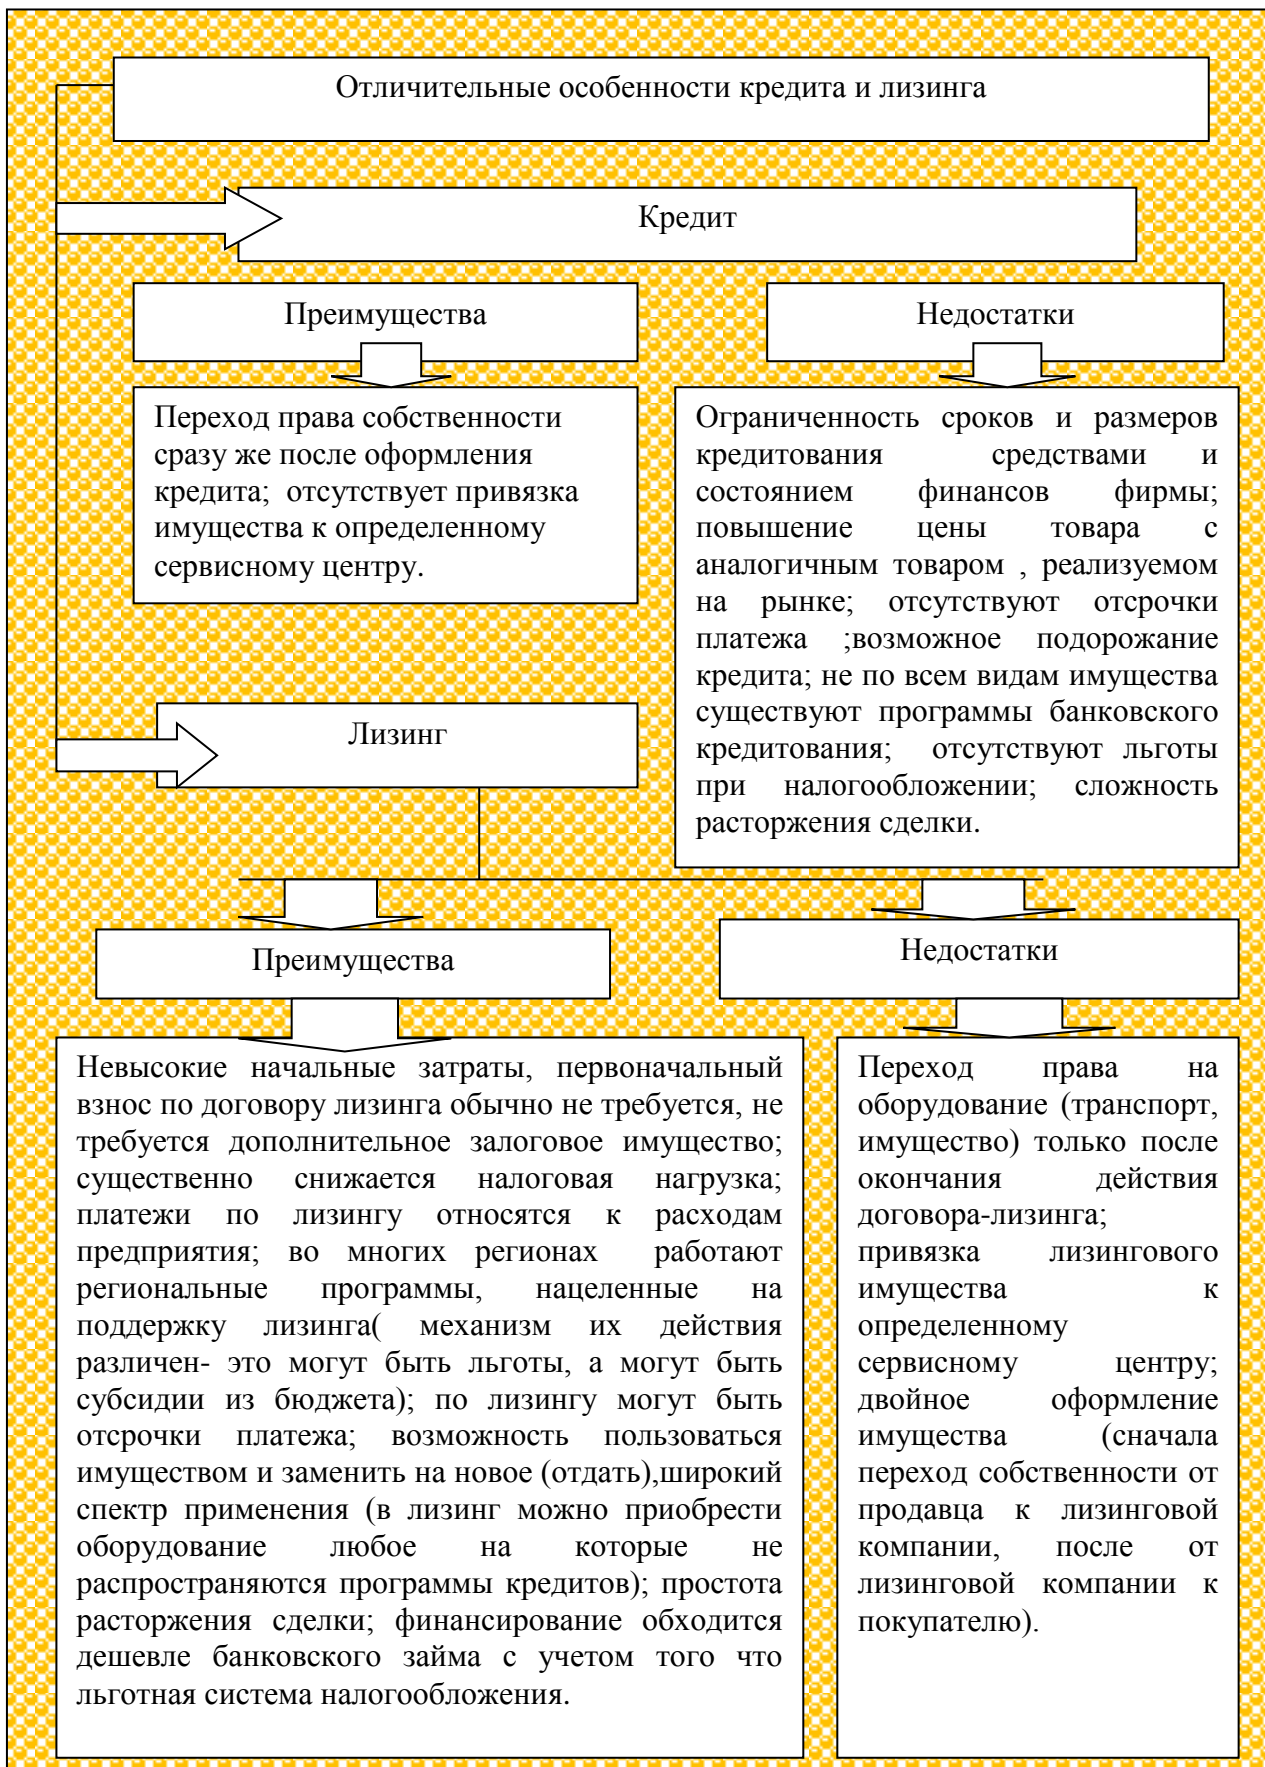 Отличительные особенности кредита и лизинга
Кредит
Преимущества
Недостатки
Переход права собственности
сразу же после оформления
кредита; отсутствует привязка
имущества к определенному
сервисному центру.
Ограниченность сроков и размеров
кредитования средствами и
состоянием финансов фирмы;
повышение цены товара с
аналогичным товаром , реализуемом
на рынке; отсутствуют отсрочки
платежа ;возможное подорожание
кредита; не по всем видам имущества
существуют программы банковского
кредитования; отсутствуют льготы
при налогообложении; сложность
расторжения сделки.
Лизинг
Преимущества
Недостатки
Невысокие начальные затраты, первоначальный
взнос по договору лизинга обычно не требуется, не
требуется дополнительное залоговое имущество;
существенно снижается налоговая нагрузка;
платежи по лизингу относятся к расходам
предприятия; во многих регионах работают
региональные программы, нацеленные на
поддержку лизинга( механизм их действия
различен- это могут быть льготы, а могут быть
субсидии из бюджета); по лизингу могут быть
отсрочки платежа; возможность пользоваться
имуществом и заменить на новое (отдать),широкий
спектр применения (в лизинг можно приобрести
оборудование любое на которые не
распространяются программы кредитов); простота
расторжения сделки; финансирование обходится
дешевле банковского займа с учетом того что
льготная система налогообложения.
Переход права на
оборудование (транспорт,
имущество) только после
окончания действия
договора-лизинга;
привязка лизингового
имущества к
определенному
сервисному центру;
двойное оформление
имущества (сначала
переход собственности от
продавца к лизинговой
компании, после от
лизинговой компании к
покупателю).